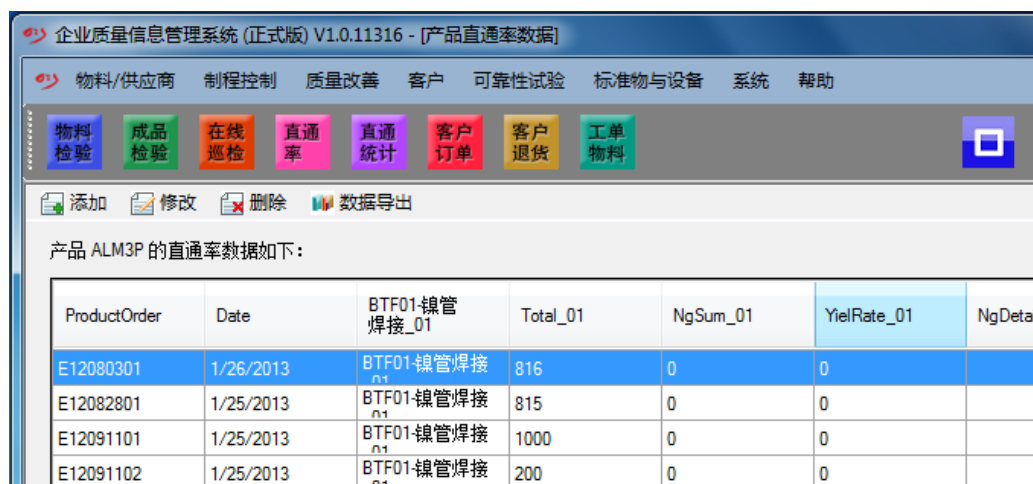 企业质量信息管理系统 (正式版) V1.0.11316 - [产品直通率数据]
物料/供应商 制程控制 质量改善 客户 可靠性试验 标准物与设备 系统 帮助
物料 成品 在线 直通 直通 客户 客户 工单
检验 检验 巡检 率 统计 订单 退货 物料
添加 修改 删除 数据导出
产品 ALM3P 的直通率数据如下：
ProductOrder Date BTF01-镍管 Total_01 NgSum_01 YielRate_01 NgDeta
焊接_01
E12080301 1/26/2013 BTF01-镍管焊接 816 0 0
_01
E12082801 1/25/2013 BTF01-镍管焊接 815 0 0
_01
E12091101 1/25/2013 BTF01-镍管焊接 1000 0 0
_01
E12091102 1/25/2013 BTF01-镍管焊接 200 0 0